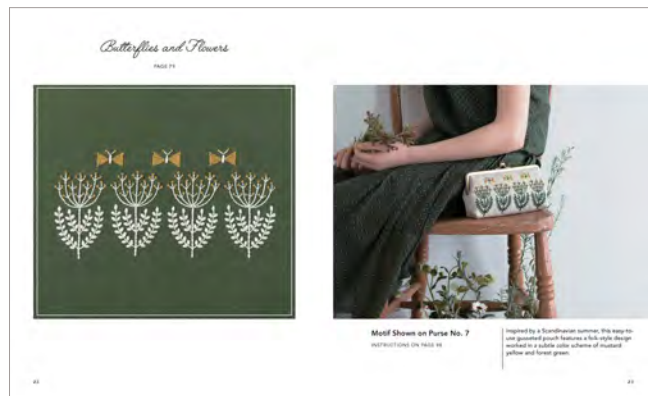 Butterflies and Flowers
PAGE 79
Motif Shown on Purse No. 7
INSTRUCTIONS ON PAGE 98
Inspired by a Scandinavian summer, this easy-to-
use gusseted pouch features a folk-style design
worked in a subtle color scheme of mustard
yellow and forest green.